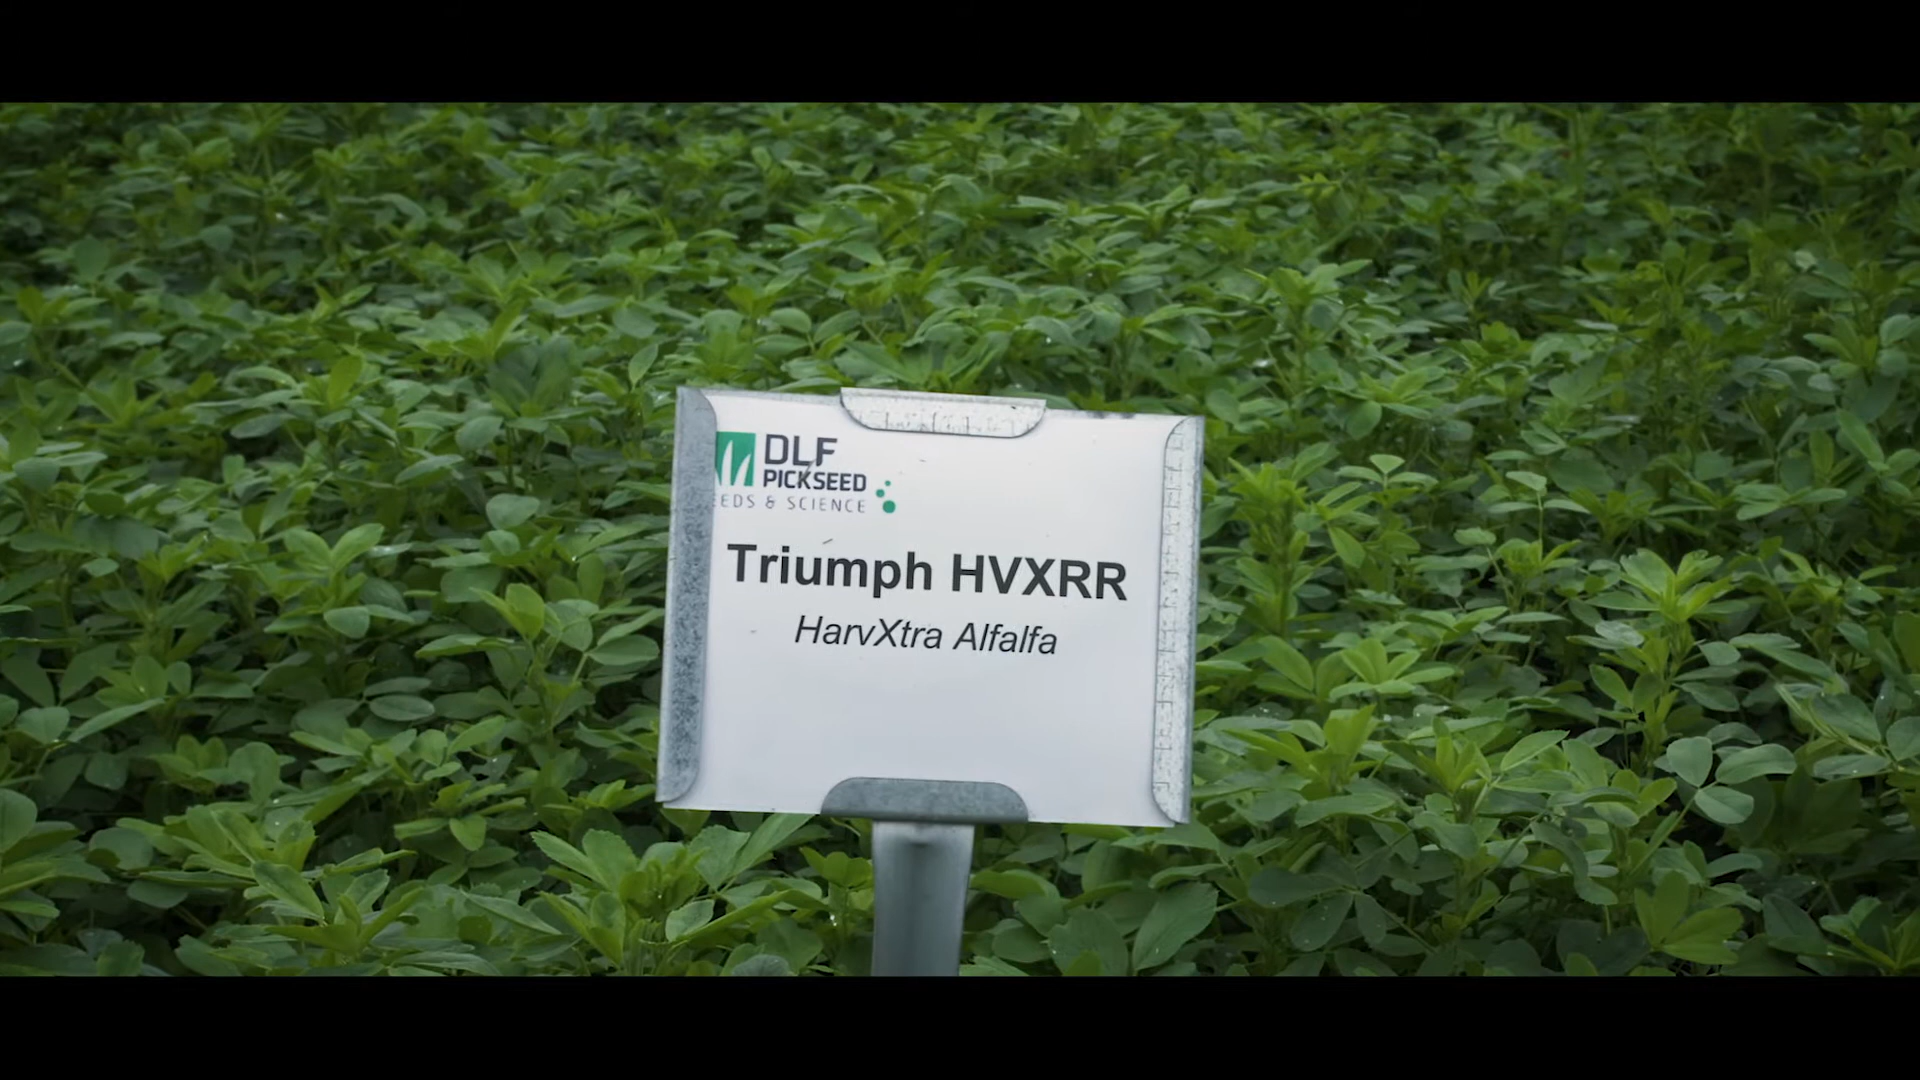 DLF
PICKSEED
EDS & SCIENCE
Triumph HVXRR
HarvXtra Alfalfa